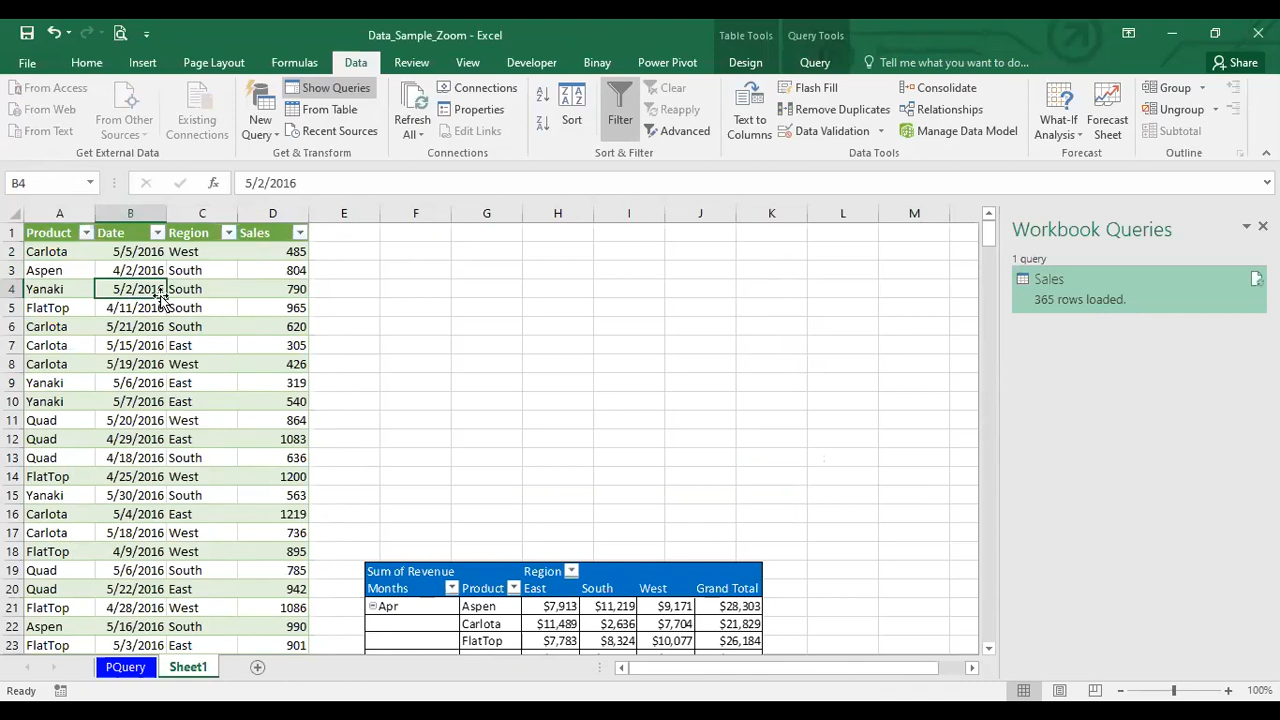 Data_Sample_Zoom - Excel
Table Tools
Query Tools
File Home Insert Page Layout Formulas Data Review View Developer Binay Power Pivot Design Query Tell me what you want to do... Share
From Access
From Web
From Text
From Other Sources
Existing Connections
Get External Data
New Query
Show Queries
From Table
Recent Sources
Get & Transform
Refresh All
Connections
Properties
Edit Links
Connections
Sort
Filter
Clear
Reapply
Advanced
Sort & Filter
Text to Columns
Flash Fill
Remove Duplicates
Data Validation
Consolidate
Relationships
Manage Data Model
Data Tools
What-If Analysis
Forecast Sheet
Forecast
Group
Ungroup
Subtotal
Outline
B4 fx 5/2/2016
A B C D E F G H I J K L M
1 Product Date Region Sales
2 Carlota 5/5/2016 West 485
3 Aspen 4/2/2016 South 804
4 Yanaki 5/2/2016 South 790
5 FlatTop 4/11/2016 South 965
6 Carlota 5/21/2016 South 620
7 Carlota 5/15/2016 East 305
8 Carlota 5/19/2016 West 426
9 Yanaki 5/6/2016 East 319
10 Yanaki 5/7/2016 East 540
11 Quad 5/20/2016 West 864
12 Quad 4/29/2016 East 1083
13 Quad 4/18/2016 South 636
14 FlatTop 4/25/2016 West 1200
15 Yanaki 5/30/2016 South 563
16 Carlota 5/4/2016 East 1219
17 Carlota 5/18/2016 West 736
18 FlatTop 4/9/2016 West 895
19 Quad 5/6/2016 South 785
20 Quad 5/22/2016 East 942
21 FlatTop 4/28/2016 West 1086
22 Aspen 5/16/2016 South 990
23 FlatTop 5/3/2016 East 901
Sum of Revenue Region
Months Product East South West Grand Total
Apr Aspen $7,913 $11,219 $9,171 $28,303
Carlota $11,489 $2,636 $7,704 $21,829
FlatTop $7,783 $8,324 $10,077 $26,184
Workbook Queries
1 query
Sales
365 rows loaded.
PQuery Sheet1
Ready
100%